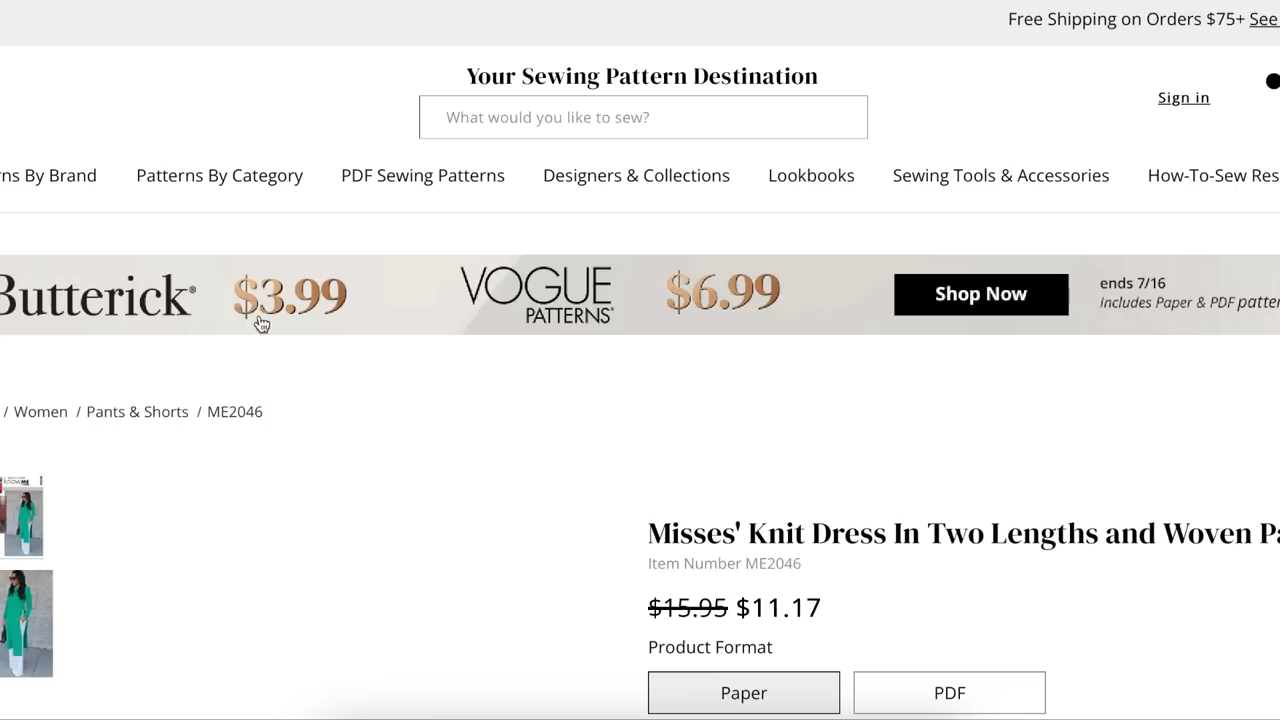 Free Shipping on Orders $75+ See
Your Sewing Pattern Destination
What would you like to sew?
Sign in
rns By Brand Patterns By Category PDF Sewing Patterns Designers & Collections Lookbooks Sewing Tools & Accessories How-To-Sew Res
Butterick® $3.99 VOGUE PATTERNS® $6.99 Shop Now ends 7/16
Includes Paper & PDF patter
/ Women / Pants & Shorts / ME2046
knowME
Misses' Knit Dress In Two Lengths and Woven Pa
Item Number ME2046
$15.95 $11.17
Product Format
Paper PDF